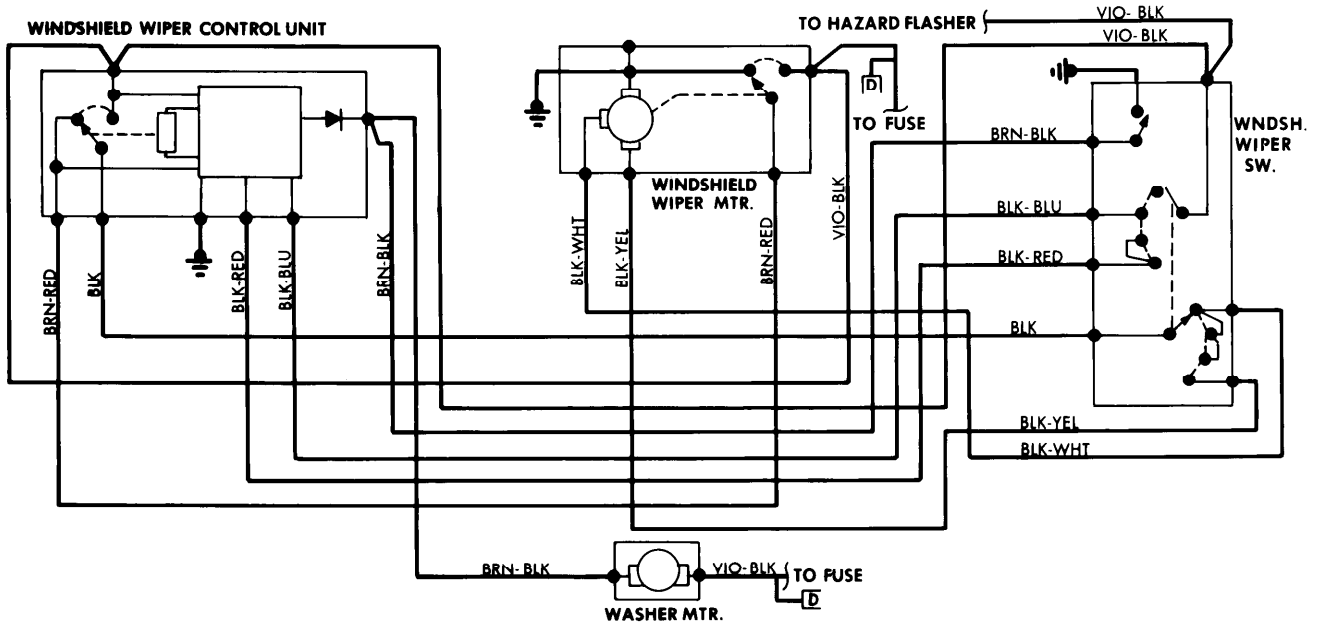 VIO- BLK
TO HAZARD FLASHER
WINDSHIELD WIPER CONTROL UNIT
VIO- BLK
D
TO FUSE
BRN-BLK
WNDSH.
WIPER
SW.
WINDSHIELD
WIPER MTR.
BRN-RED
BLK
BLK-RED
BLK-BLU
BRN-BLK
BLK-WHT
BLK-YEL
BRN-RED
VIO-BLK
BLK- BLU
BLK-RED
BLK
BLK-YEL
BLK-WHT
BRN- BLK
VIO-BLK
TO FUSE
D
WASHER MTR.